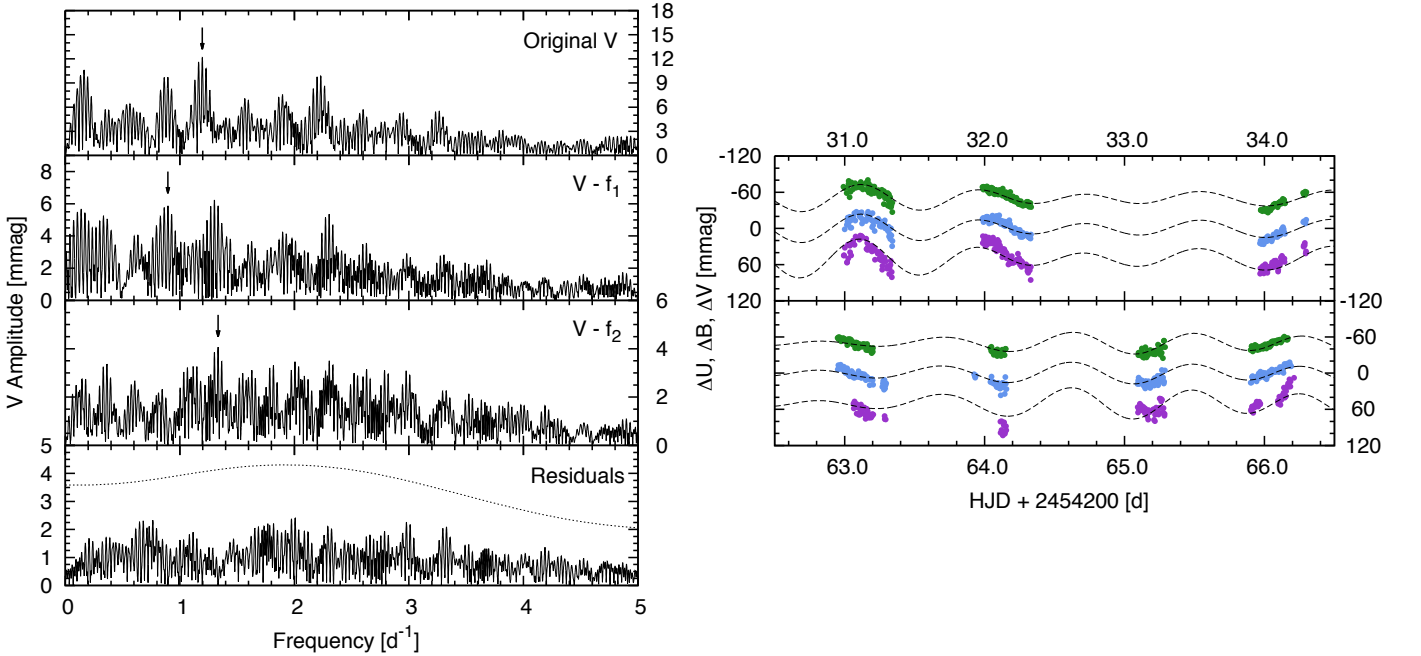 Original V
18
15
12
9
6
3
0
V - f1
8
6
4
2
0
V - f2
6
4
2
0
Residuals
5
4
3
2
1
0
0 1 2 3 4 5
Frequency [d-1]
V Amplitude [mmag]
31.0 32.0 33.0 34.0
-120
-60
0
60
120
-120
-60
0
60
120
63.0 64.0 65.0 66.0
HJD + 2454200 [d]
ΔU, ΔB, ΔV [mmag]